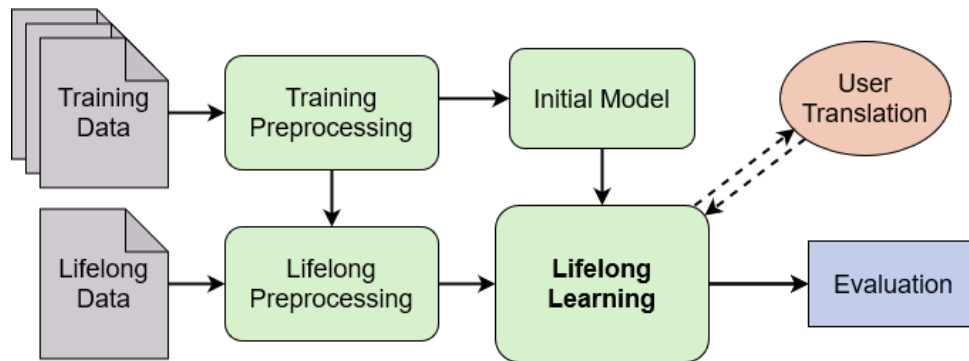 Training
Data
Training
Preprocessing
Initial Model
User
Translation
Lifelong
Data
Lifelong
Preprocessing
Lifelong
Learning
Evaluation